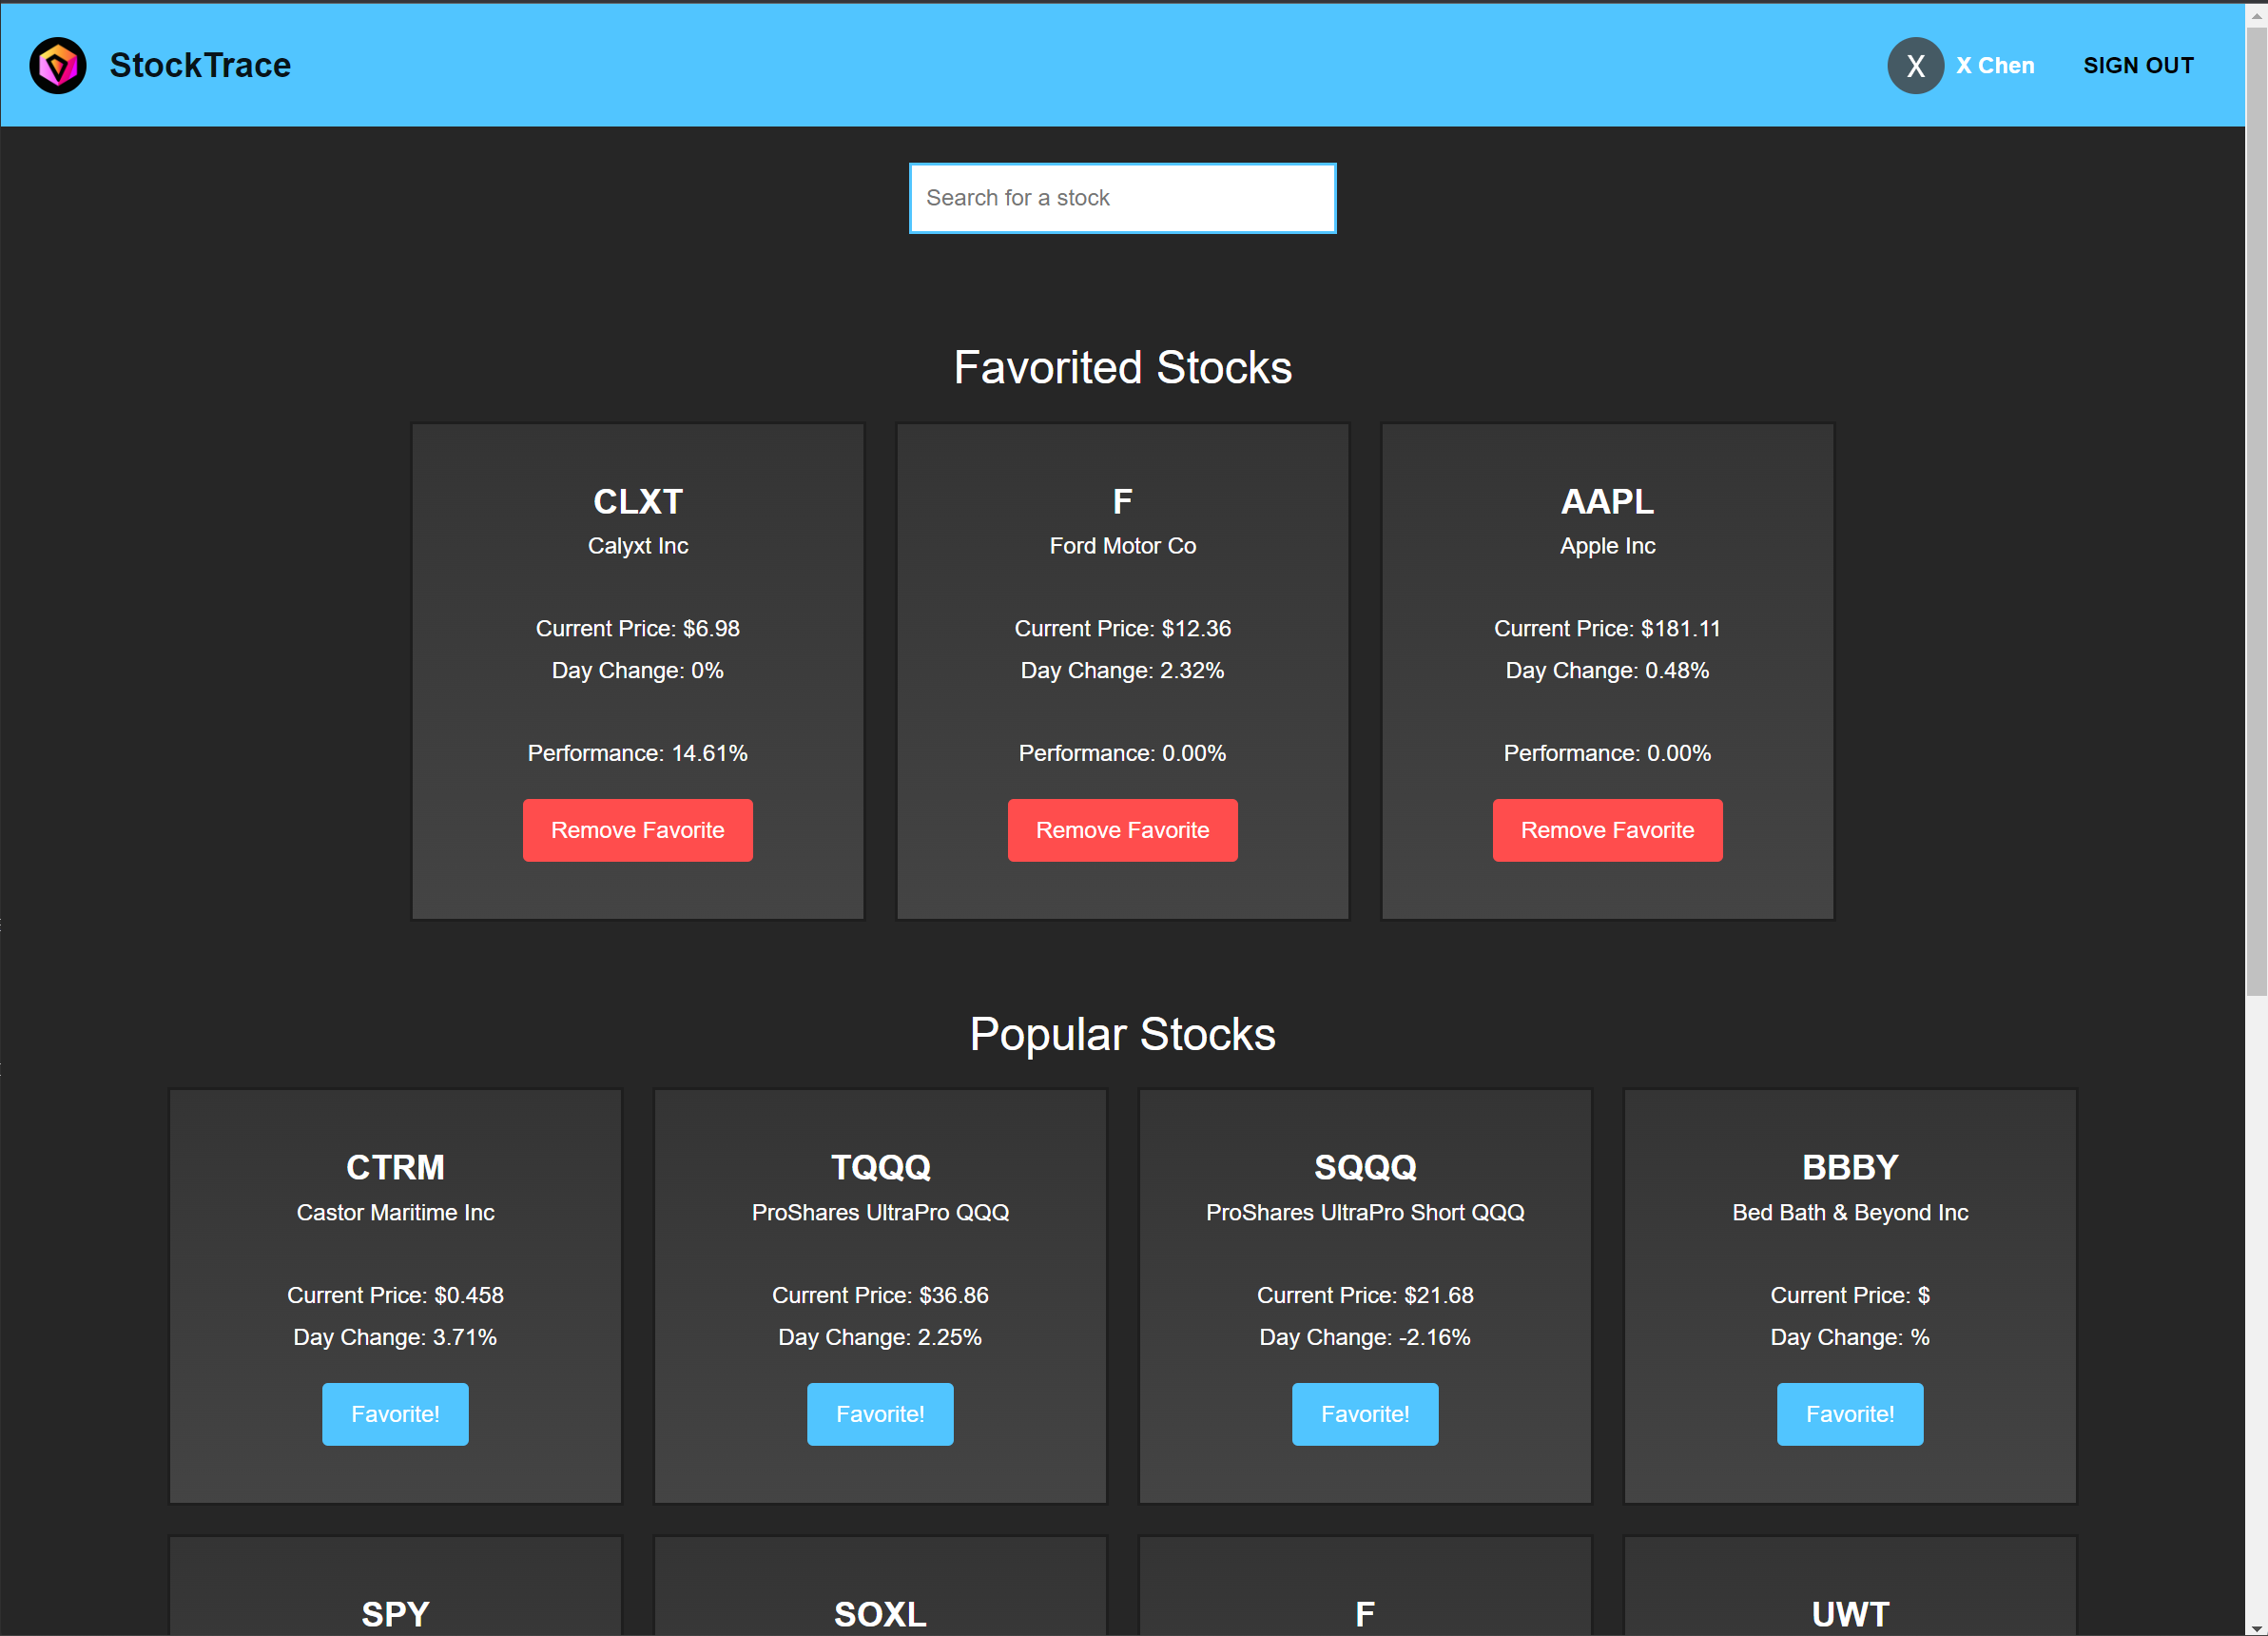 StockTrace
X
X Chen
SIGN OUT
Search for a stock
Favorited Stocks
CLXT
Calyxt Inc
Current Price: $6.98
Day Change: 0%
Performance: 14.61%
Remove Favorite
F
Ford Motor Co
Current Price: $12.36
Day Change: 2.32%
Performance: 0.00%
Remove Favorite
AAPL
Apple Inc
Current Price: $181.11
Day Change: 0.48%
Performance: 0.00%
Remove Favorite
Popular Stocks
CTRM
Castor Maritime Inc
Current Price: $0.458
Day Change: 3.71%
Favorite!
TQQQ
ProShares UltraPro QQQ
Current Price: $36.86
Day Change: 2.25%
Favorite!
SQQQ
ProShares UltraPro Short QQQ
Current Price: $21.68
Day Change: -2.16%
Favorite!
BBBY
Bed Bath & Beyond Inc
Current Price: $
Day Change: %
Favorite!
SPY
SOXL
F
UWT